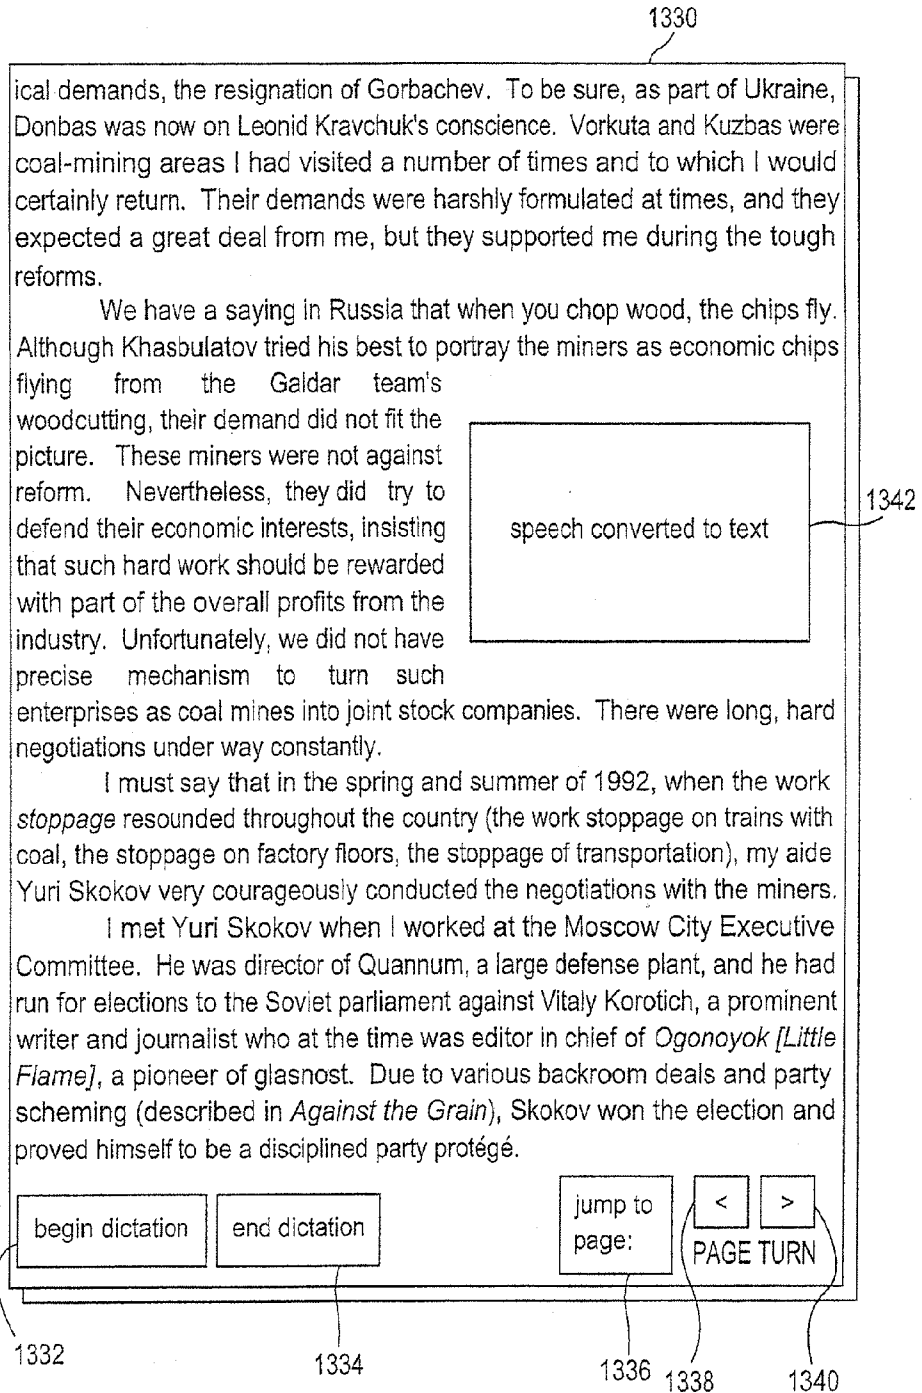 1330
ical demands, the resignation of Gorbachev. To be sure, as part of Ukraine,
Donbas was now on Leonid Kravchuk's conscience. Vorkuta and Kuzbas were
coal-mining areas I had visited a number of times and to which I would
certainly return. Their demands were harshly formulated at times, and they
expected a great deal from me, but they supported me during the tough
reforms.
We have a saying in Russia that when you chop wood, the chips fly.
Although Khasbulatov tried his best to portray the miners as economic chips
flying from the Gaidar team's
woodcutting, their demand did not fit the
picture. These miners were not against
reform. Nevertheless, they did try to
defend their economic interests, insisting
that such hard work should be rewarded
with part of the overall profits from the
industry. Unfortunately, we did not have
precise mechanism to turn such
speech converted to text
1342
enterprises as coal mines into joint stock companies. There were long, hard
negotiations under way constantly.
I must say that in the spring and summer of 1992, when the work
stoppage resounded throughout the country (the work stoppage on trains with
coal, the stoppage on factory floors, the stoppage of transportation), my aide
Yuri Skokov very courageously conducted the negotiations with the miners.
I met Yuri Skokov when I worked at the Moscow City Executive
Committee. He was director of Quannum, a large defense plant, and he had
run for elections to the Soviet parliament against Vitaly Korotich, a prominent
writer and journalist who at the time was editor in chief of Ogonoyok [Little
Flame], a pioneer of glasnost. Due to various backroom deals and party
scheming (described in Against the Grain), Skokov won the election and
proved himself to be a disciplined party protégé.
begin dictation
end dictation
jump to
page:
< >
PAGE TURN
1332
1334
1336
1338
1340